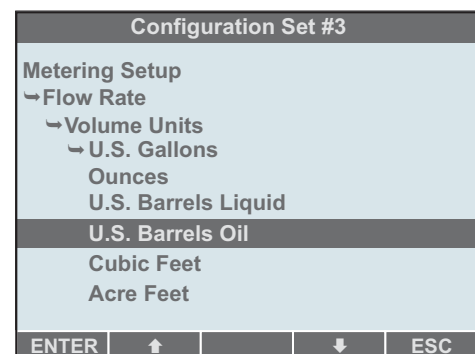 Configuration Set #3
Metering Setup
➥Flow Rate
➥Volume Units
➥U.S. Gallons
Ounces
U.S. Barrels Liquid
U.S. Barrels Oil
Cubic Feet
Acre Feet
ENTER ⬆ ⬇ ESC